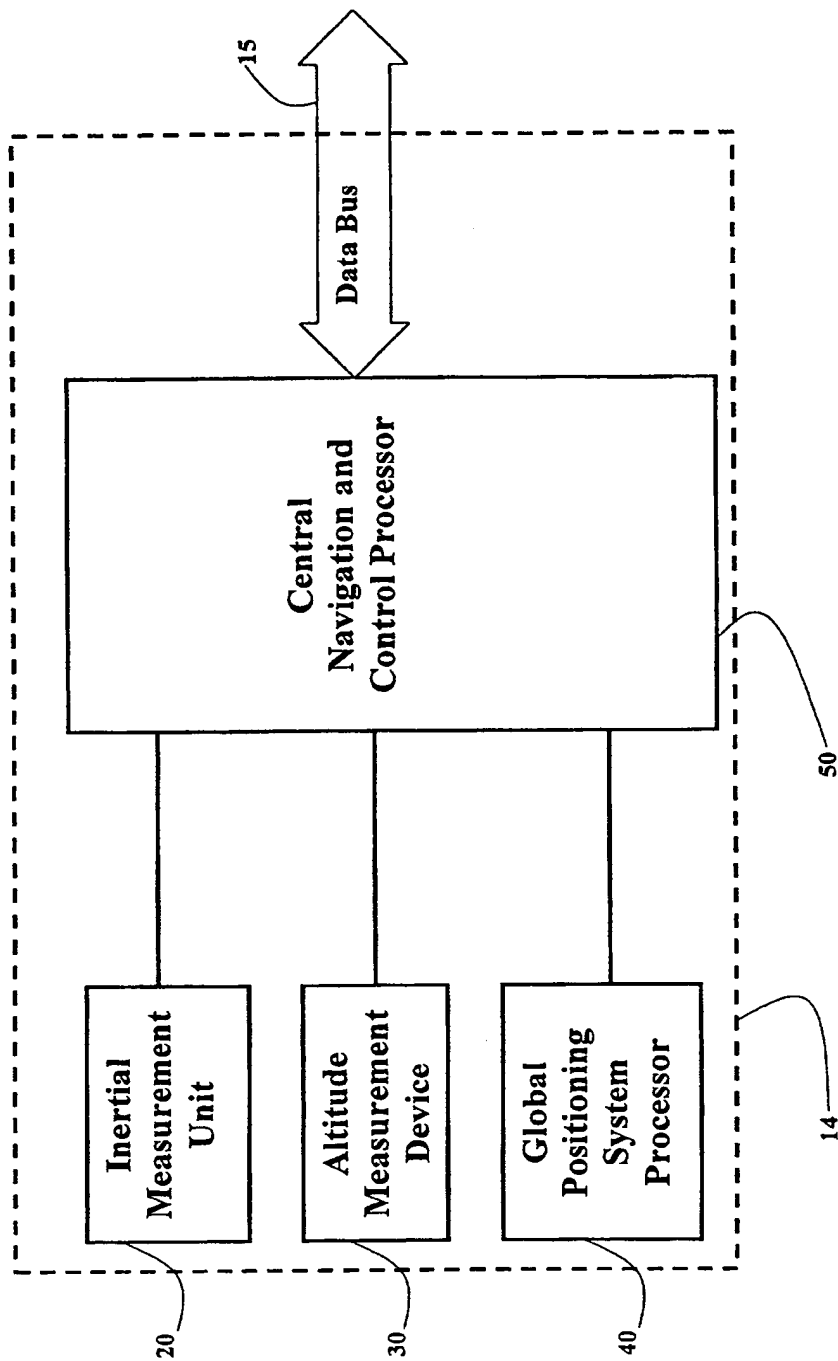 15
Data Bus
Central
Navigation and
Control Processor
50
Inertial
Measurement
Unit
Altitude
Measurement
Device
Global
Positioning
System
Processor
20
30
40
14